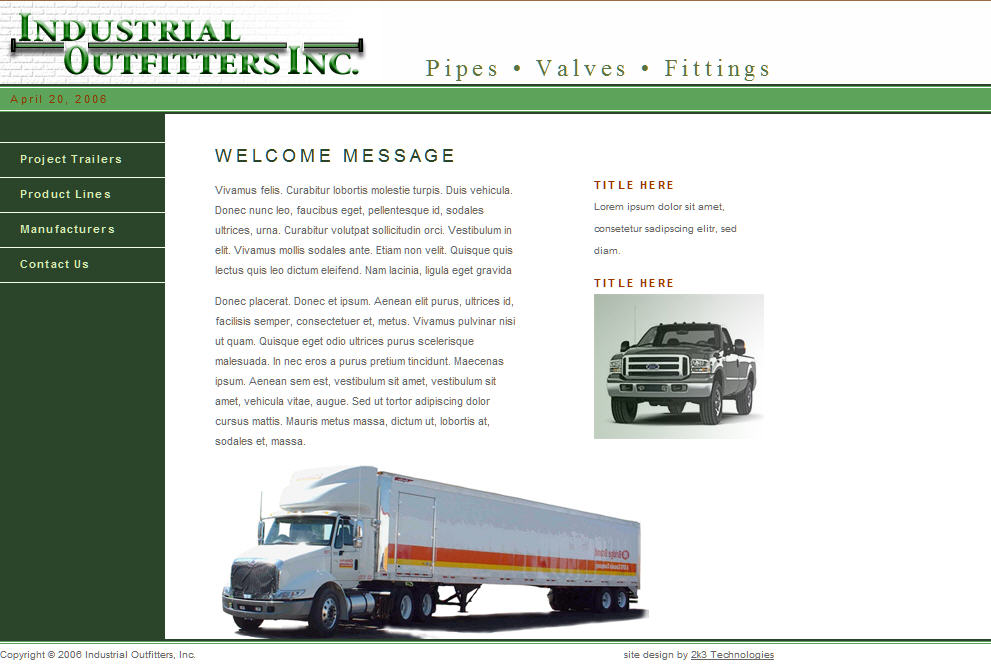 INDUSTRIAL
OUTFITTERS INC.
Pipes • Valves • Fittings
April 20, 2006
Project Trailers
Product Lines
Manufacturers
Contact Us
WELCOME MESSAGE
Vivamus felis. Curabitur lobortis molestie turpis. Duis vehicula.
Donec nunc leo, faucibus eget, pellentesque id, sodales
ultrices, urna. Curabitur volutpat sollicitudin orci. Vestibulum in
elit. Vivamus mollis sodales ante. Etiam non velit. Quisque quis
lectus quis leo dictum eleifend. Nam lacinia, ligula eget gravida
Donec placerat. Donec et ipsum. Aenean elit purus, ultrices id,
facilisis semper, consectetuer et, metus. Vivamus pulvinar nisi
ut quam. Quisque eget odio ultrices purus scelerisque
malesuada. In nec eros a purus pretium tincidunt. Maecenas
ipsum. Aenean sem est, vestibulum sit amet, vestibulum sit
amet, vehicula vitae, augue. Sed ut tortor adipiscing dolor
cursus mattis. Mauris metus massa, dictum ut, lobortis at,
sodales et, massa.
TITLE HERE
Lorem ipsum dolor sit amet,
consetetur sadipscing elitr, sed
diam.
TITLE HERE
Copyright © 2006 Industrial Outfitters, Inc.
site design by 2k3 Technologies